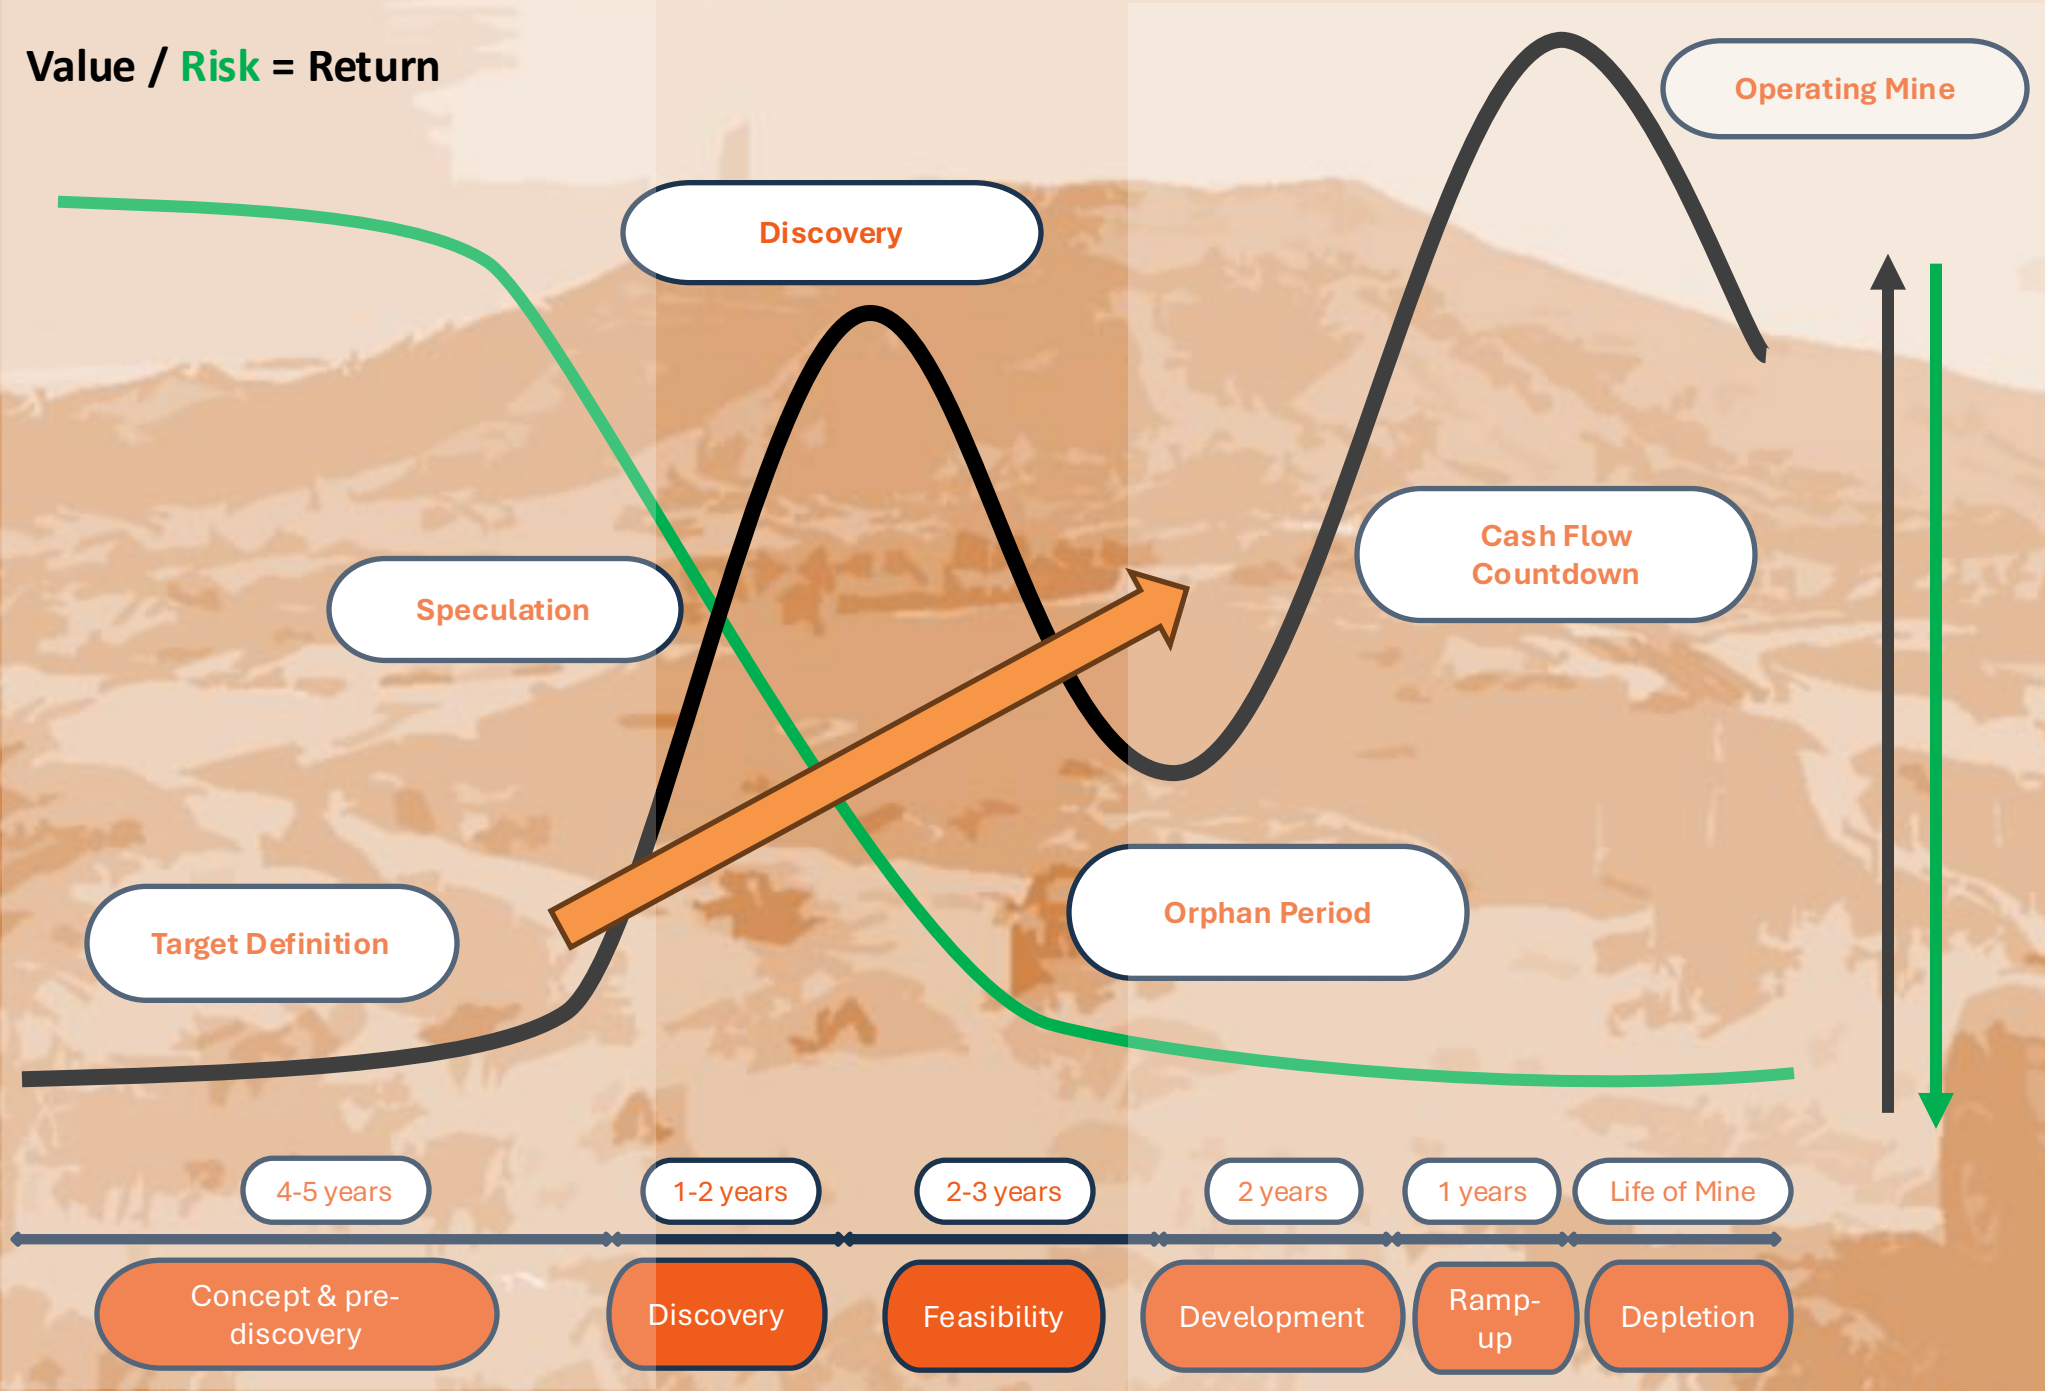 Value / Risk = Return
Operating Mine
Discovery
Cash Flow
Countdown
Speculation
Orphan Period
Target Definition
4-5 years
1-2 years
2-3 years
2 years
1 years
Life of Mine
Concept & pre-
discovery
Discovery
Feasibility
Development
Ramp-
up
Depletion